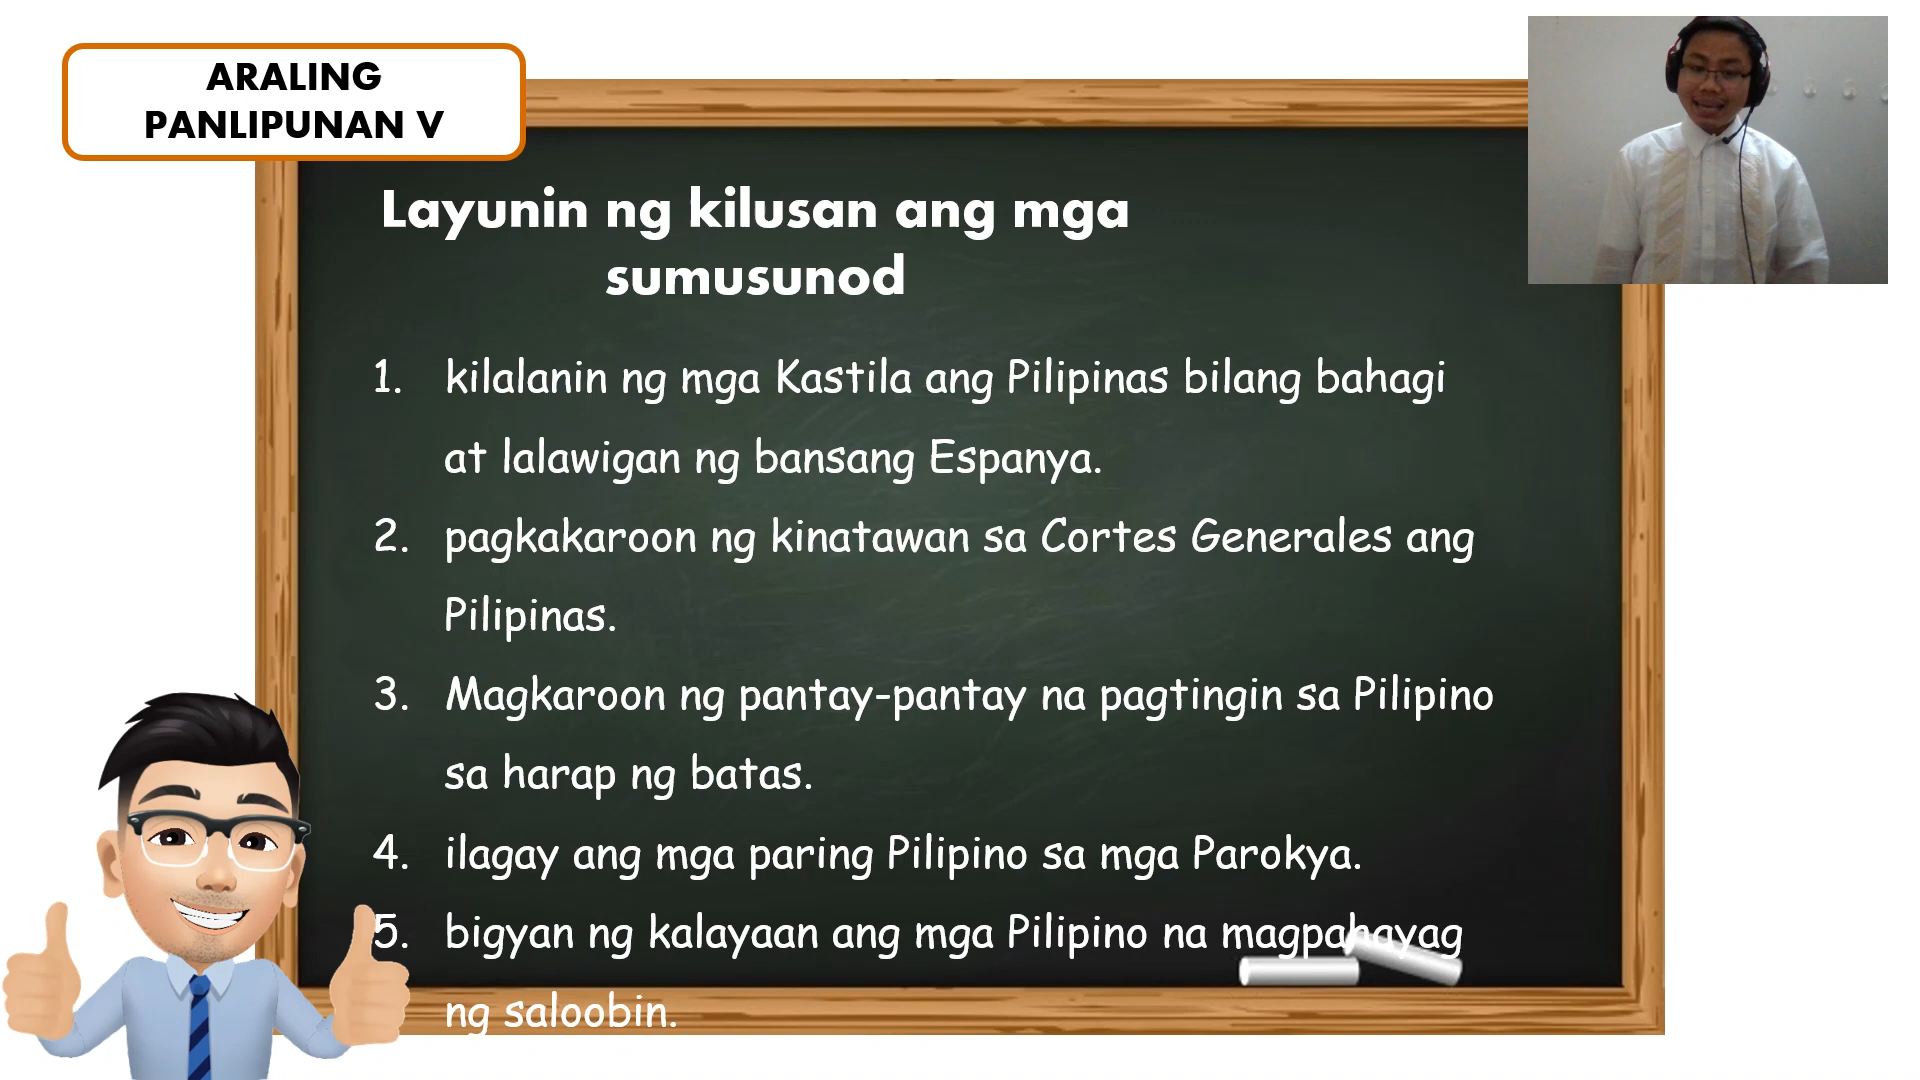 ARALING
PANLIPUNAN V
Layunin ng kilusan ang mga
sumusunod
1. kilalanin ng mga Kastila ang Pilipinas bilang bahagi
at lalawigan ng bansang Espanya.
2. pagkakaroon ng kinatawan sa Cortes Generales ang
Pilipinas.
3. Magkaroon ng pantay-pantay na pagtingin sa Pilipino
sa harap ng batas.
4. ilagay ang mga paring Pilipino sa mga Parokya.
5. bigyan ng kalayaan ang mga Pilipino na magpahayag
ng saloobin.